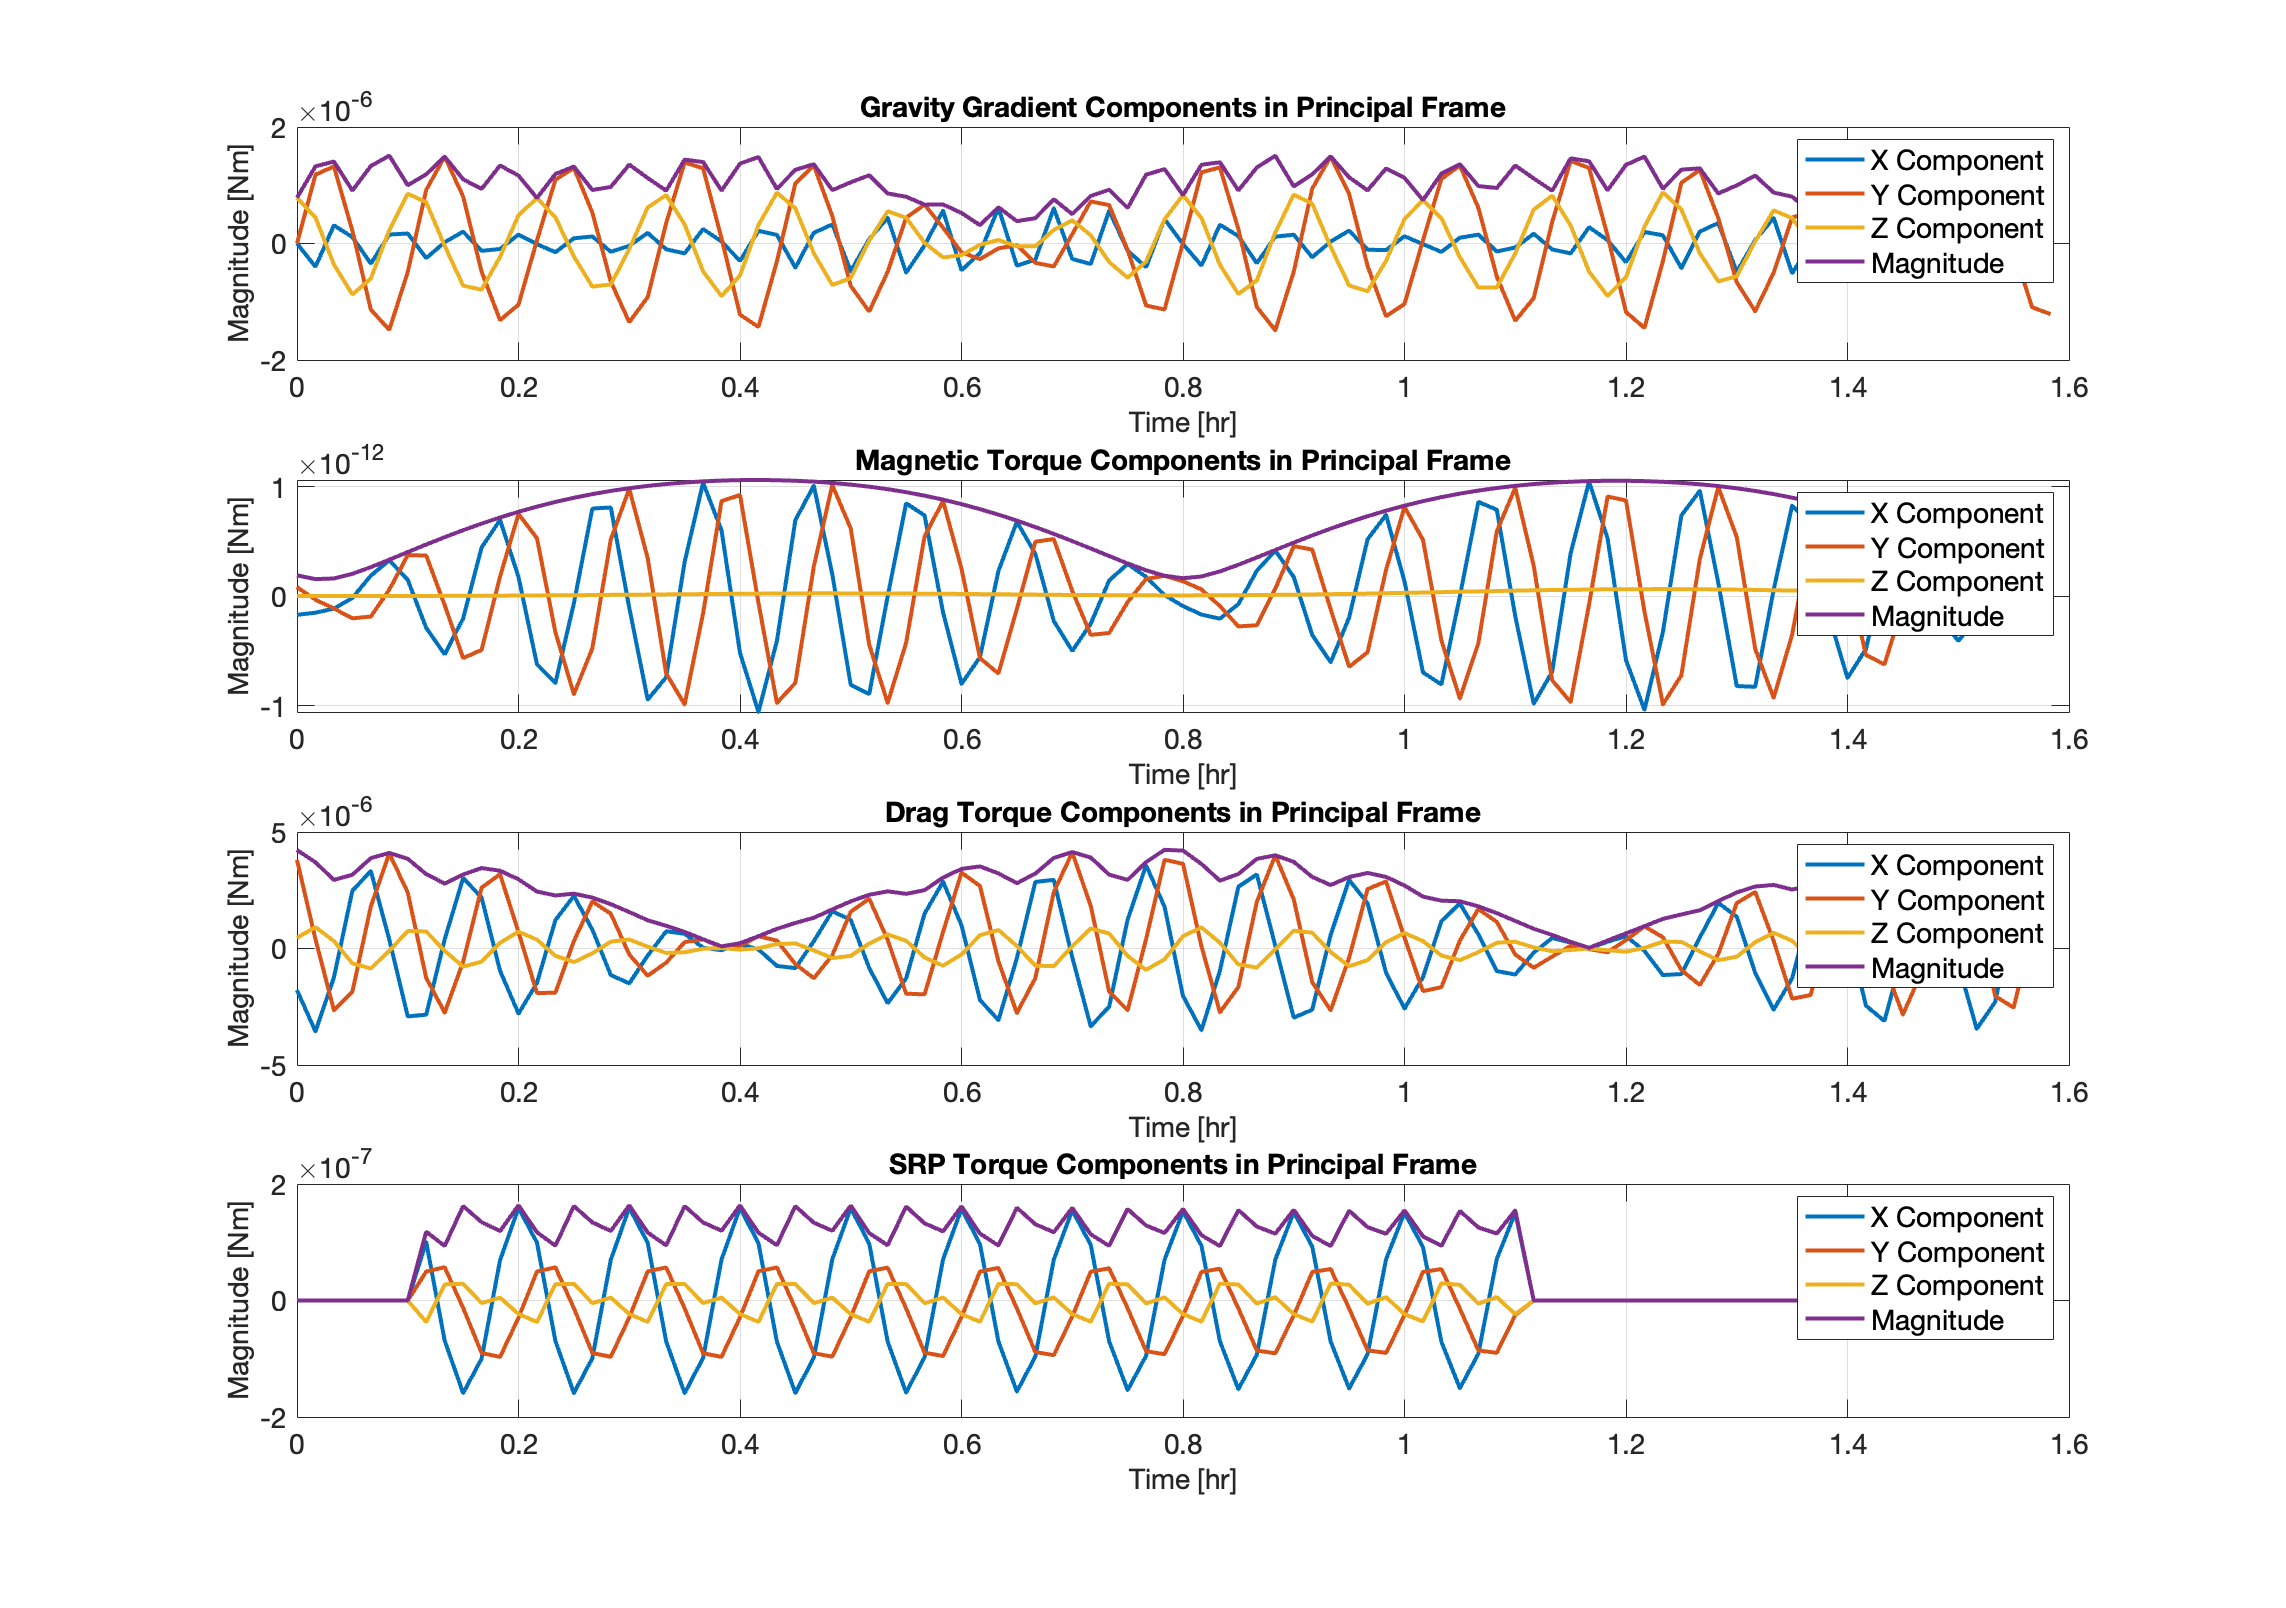 Gravity Gradient Components in Principal Frame
×10^-6
Magnitude [Nm]
2
0
-2
0 0.2 0.4 0.6 0.8 1 1.2 1.4 1.6
Time [hr]
X Component
Y Component
Z Component
Magnitude
Magnetic Torque Components in Principal Frame
×10^-12
Magnitude [Nm]
1
0
-1
0 0.2 0.4 0.6 0.8 1 1.2 1.4 1.6
Time [hr]
X Component
Y Component
Z Component
Magnitude
Drag Torque Components in Principal Frame
×10^-6
Magnitude [Nm]
5
0
-5
0 0.2 0.4 0.6 0.8 1 1.2 1.4 1.6
Time [hr]
X Component
Y Component
Z Component
Magnitude
SRP Torque Components in Principal Frame
×10^-7
Magnitude [Nm]
2
0
-2
0 0.2 0.4 0.6 0.8 1 1.2 1.4 1.6
Time [hr]
X Component
Y Component
Z Component
Magnitude